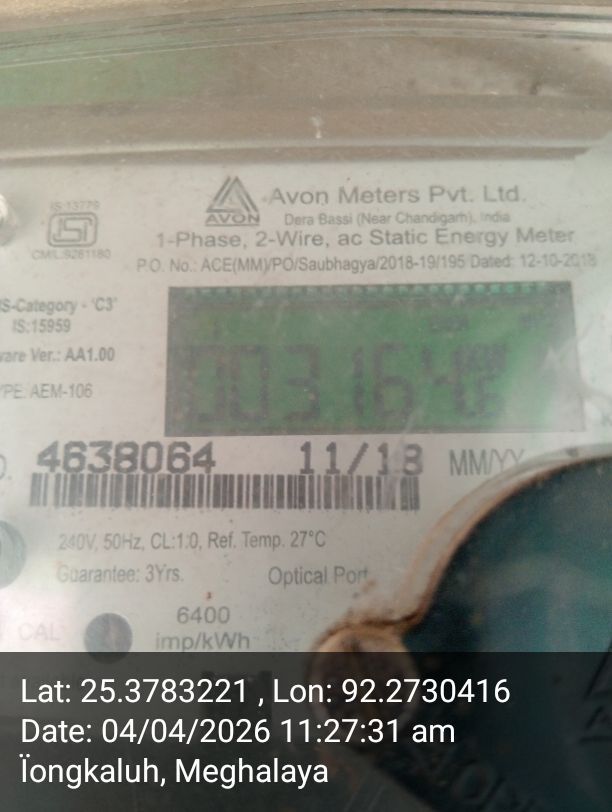 IS:13779
ISI
CM/L:9281180
AVON
Avon Meters Pvt. Ltd.
Dera Bassi (Near Chandigarh), India
1-Phase, 2-Wire, ac Static Energy Meter
P.O. No.: ACE(MM)/PO/Saubhagya/2018-19/195 Dated: 12-10-2018
IS-Category - 'C3'
IS:15959
ware Ver.: AA1.00
YPE: AEM-106
4638064 11/18 MM/YY
240V, 50Hz, CL:1.0, Ref. Temp. 27°C
Guarantee: 3Yrs. Optical Port
CAL
6400
imp/kWh
Lat: 25.3783221 , Lon: 92.2730416
Date: 04/04/2026 11:27:31 am
Ïongkaluh, Meghalaya